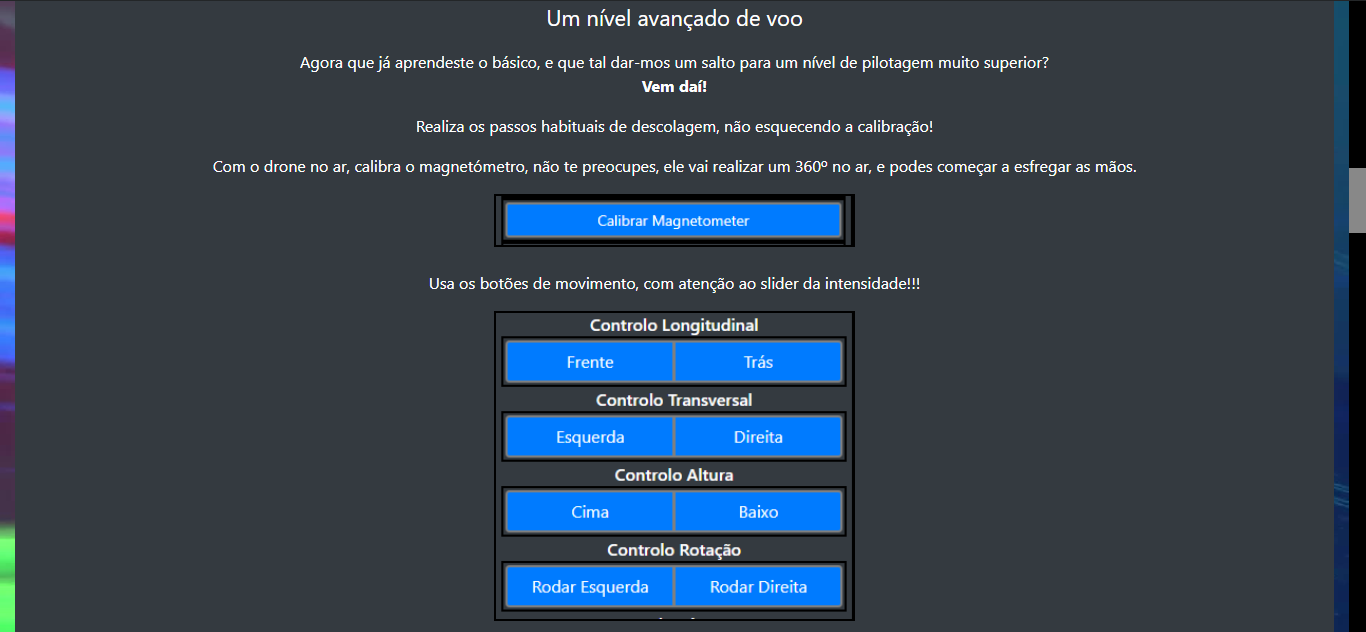 Um nível avançado de voo
Agora que já aprendeste o básico, e que tal dar-mos um salto para um nível de pilotagem muito superior?
Vem daí!
Realiza os passos habituais de descolagem, não esquecendo a calibração!
Com o drone no ar, calibra o magnetómetro, não te preocupes, ele vai realizar um 360º no ar, e podes começar a esfregar as mãos.
Calibrar Magnetometer
Usa os botões de movimento, com atenção ao slider da intensidade!!!
Controlo Longitudinal
Frente Trás
Controlo Transversal
Esquerda Direita
Controlo Altura
Cima Baixo
Controlo Rotação
Rodar Esquerda Rodar Direita